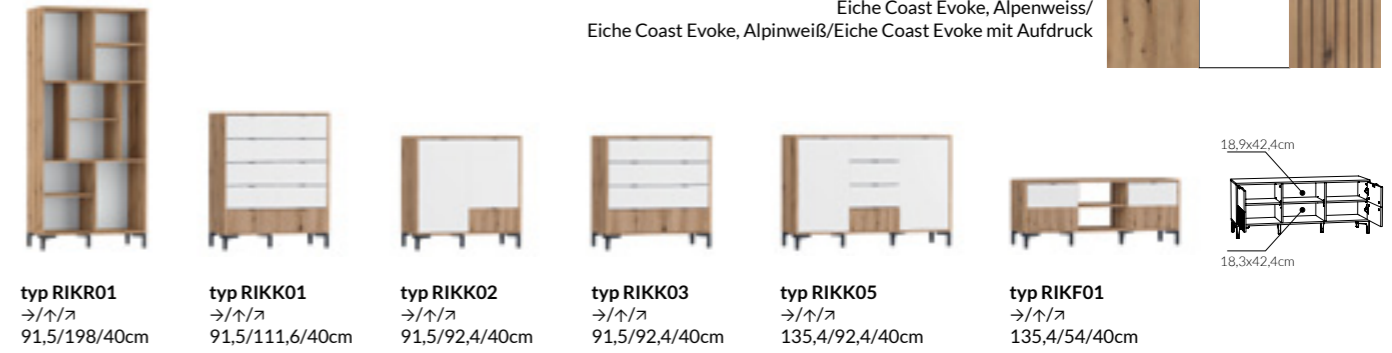 Eiche Coast Evoke, Alpenweiss/
Eiche Coast Evoke, Alpinweiß/Eiche Coast Evoke mit Aufdruck
18,9x42,4cm
18,3x42,4cm
typ RIKR01
→/↑/↗
91,5/198/40cm
typ RIKK01
→/↑/↗
91,5/111,6/40cm
typ RIKK02
→/↑/↗
91,5/92,4/40cm
typ RIKK03
→/↑/↗
91,5/92,4/40cm
typ RIKK05
→/↑/↗
135,4/92,4/40cm
typ RIKF01
→/↑/↗
135,4/54/40cm